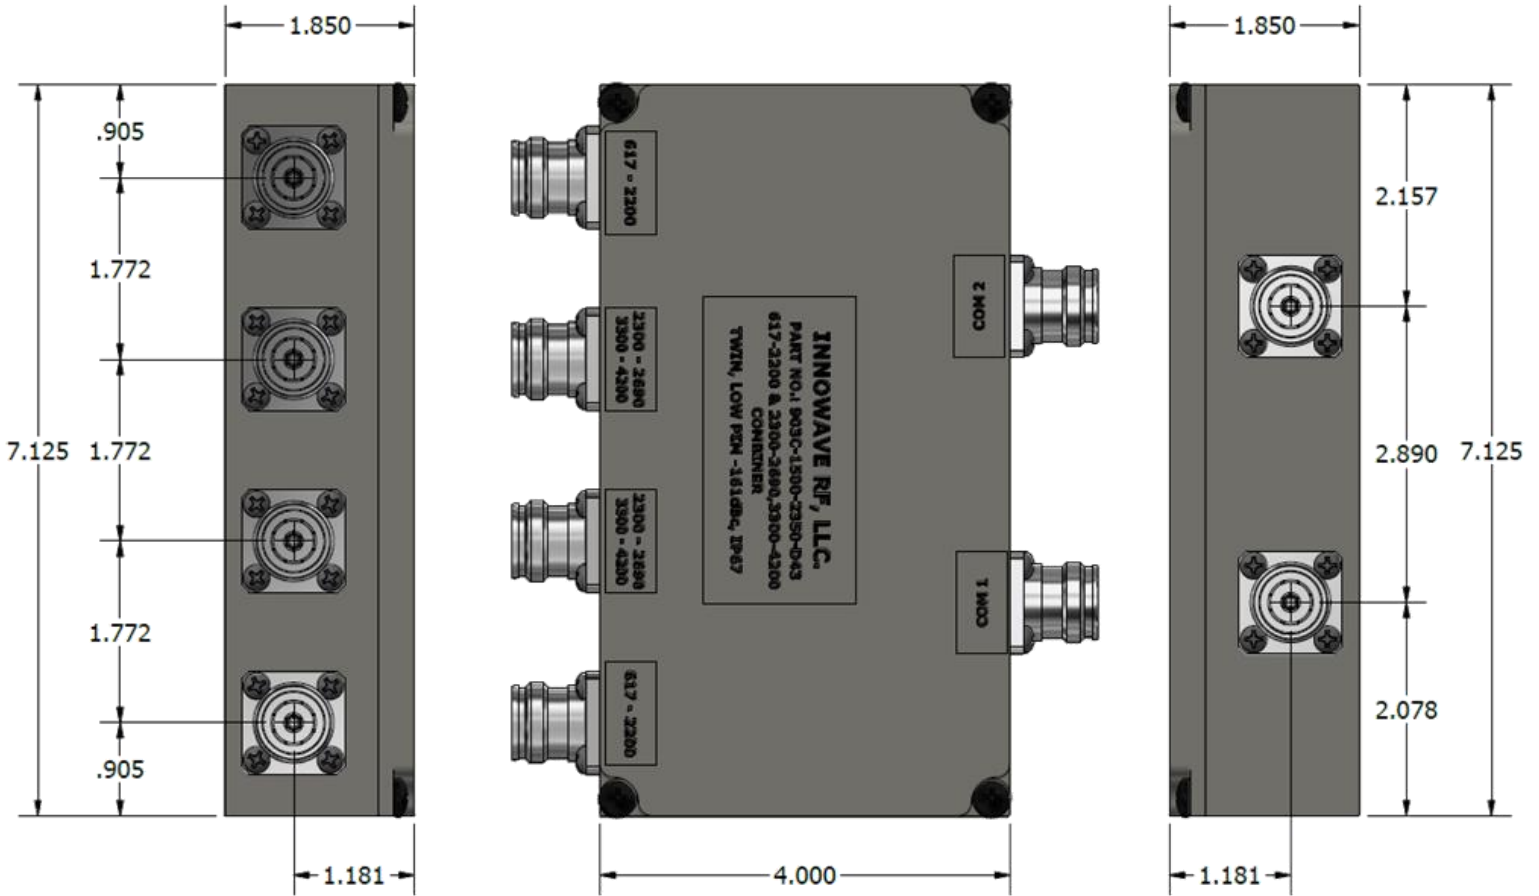 1.850
1.850
.905
1.772
7.125
1.772
1.772
.905
1.181
617 - 2200
2300 - 2690
3300 - 4200
2300 - 2690
3300 - 4200
617 - 2200
COM 2
COM 1
INNOWAVE RF, LLC.
PART NO.: 903C-1500-2350-D43
617-2200 & 2300-2690,3300-4200
COMBINER
TWIN, LOW PIM -161dBc, IP67
4.000
2.157
2.890
7.125
2.078
1.181